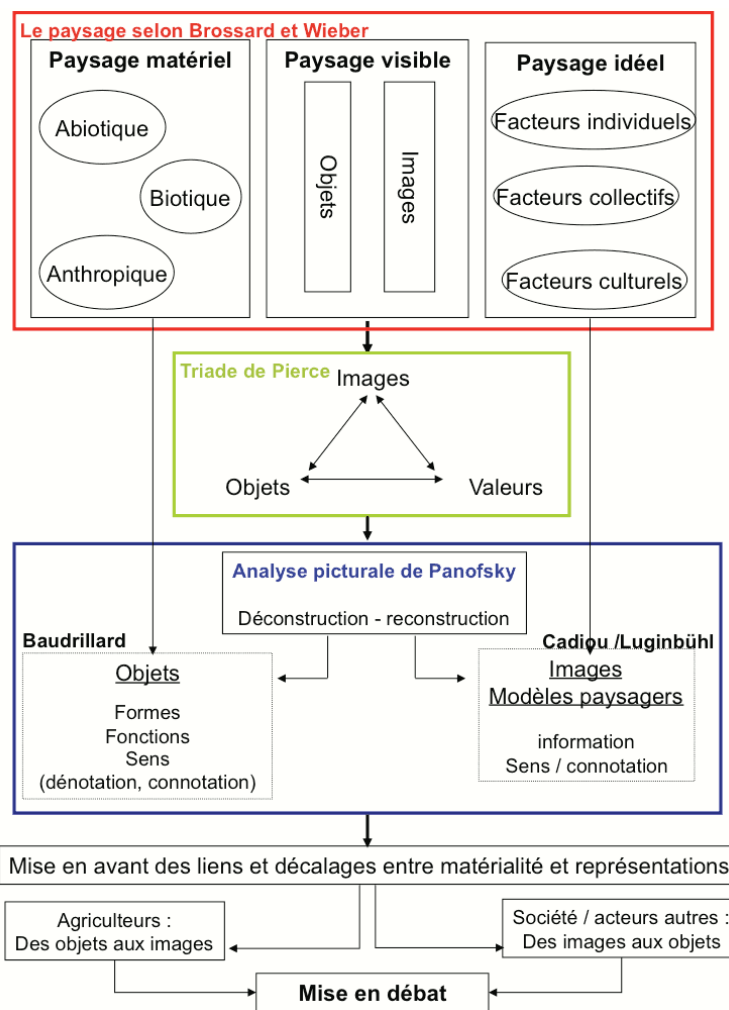 Le paysage selon Brossard et Wieber
Paysage matériel
Abiotique
Biotique
Anthropique
Paysage visible
Objets
Images
Paysage idéel
Facteurs individuels
Facteurs collectifs
Facteurs culturels
Triade de Pierce
Images
Objets
Valeurs
Analyse picturale de Panofsky
Déconstruction - reconstruction
Baudrillard
Objets
Formes
Fonctions
Sens
(dénotation, connotation)
Cadiou /Luginbühl
Images
Modèles paysagers
information
Sens / connotation
Mise en avant des liens et décalages entre matérialité et représentations
Agriculteurs :
Des objets aux images
Société / acteurs autres :
Des images aux objets
Mise en débat